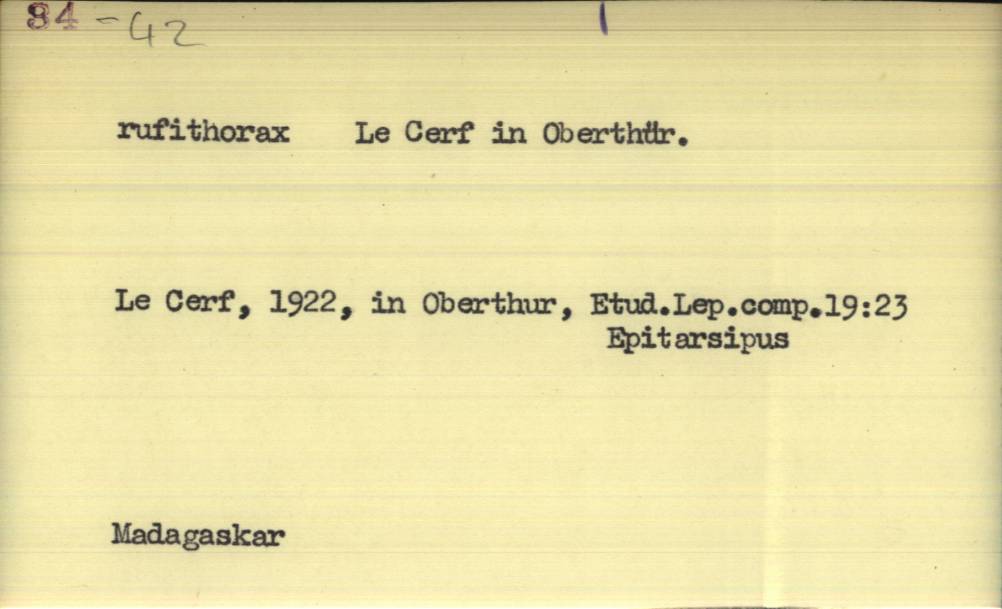 84 - 42
rufithorax Le Cerf in Oberthür.
Le Cerf, 1922, in Oberthur, Etud.Lep.comp.19:23
Epitarsipus
Madagaskar